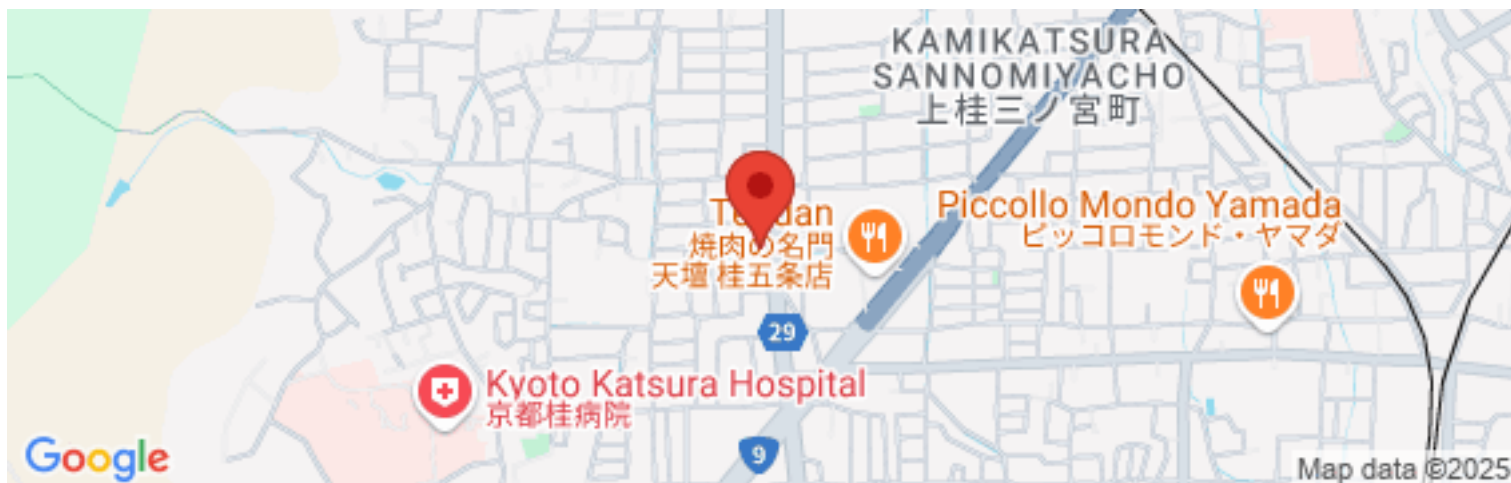 KAMIKATSURA
SANNOMIYACHO
上桂三ノ宮町
焼肉の名門
天壇 桂五条店
Piccollo Mondo Yamada
ピッコロモンド・ヤマダ
29
Kyoto Katsura Hospital
京都桂病院
9
Google
Map data ©2025